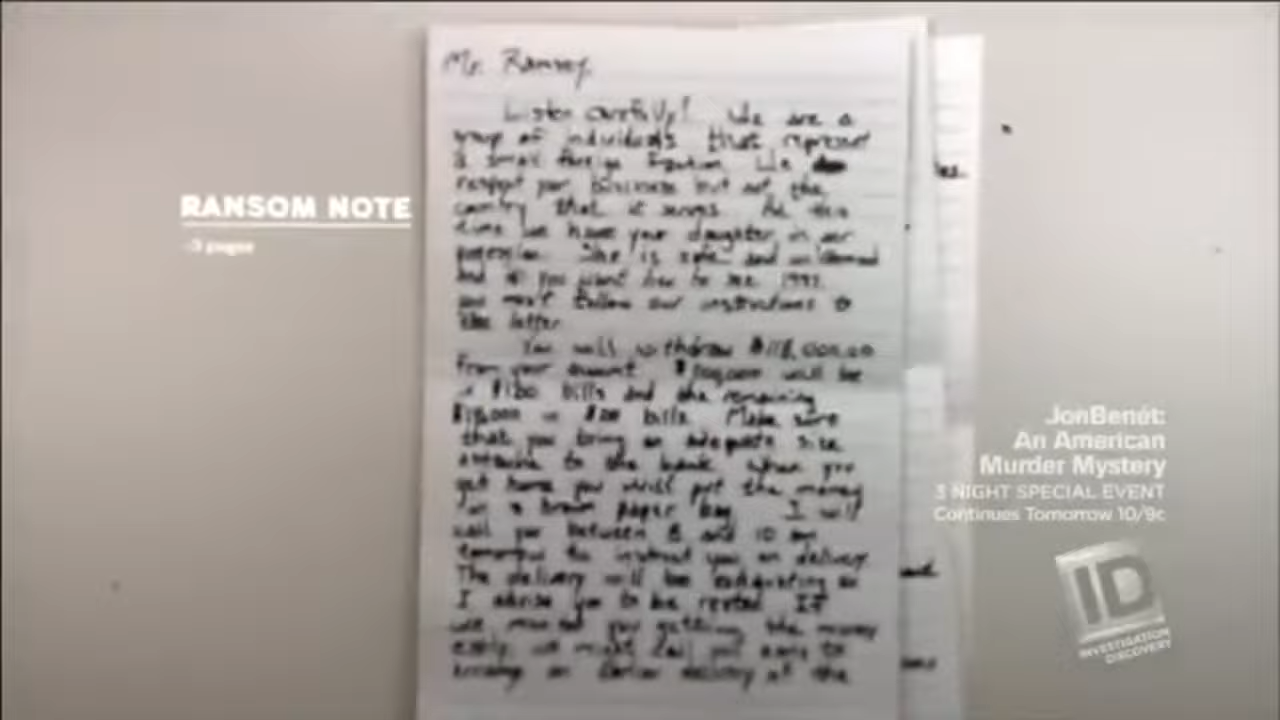 Mr. Ramsey,
Listen carefully! We are a
group of individuals that represent
a small foreign faction. We
respect your bussiness but not the
country that it serves. At this
time we have your daughter in our
posession. She is safe and unharmed
and if you want her to see 1997,
you must follow our instructions to
the letter.
You will withdraw $118,000.00
from your account. $100,000 will be
in $100 bills and the remaining
$18,000 in $20 bills. Make sure
that you bring an adequate size
attache to the bank. When you
get home you will put the money
in a brown paper bag. I will
call you between 8 and 10 am
tomorrow to instruct you on delivery.
The delivery will be exhausting so
I advise you to be rested. If
we monitor you getting the money
early, we might call you early to
arrange an earlier delivery of the
RANSOM NOTE
-3 pages
JonBenét:
An American
Murder Mystery
3 NIGHT SPECIAL EVENT
Continues Tomorrow 10/9c
ID
INVESTIGATION
DISCOVERY